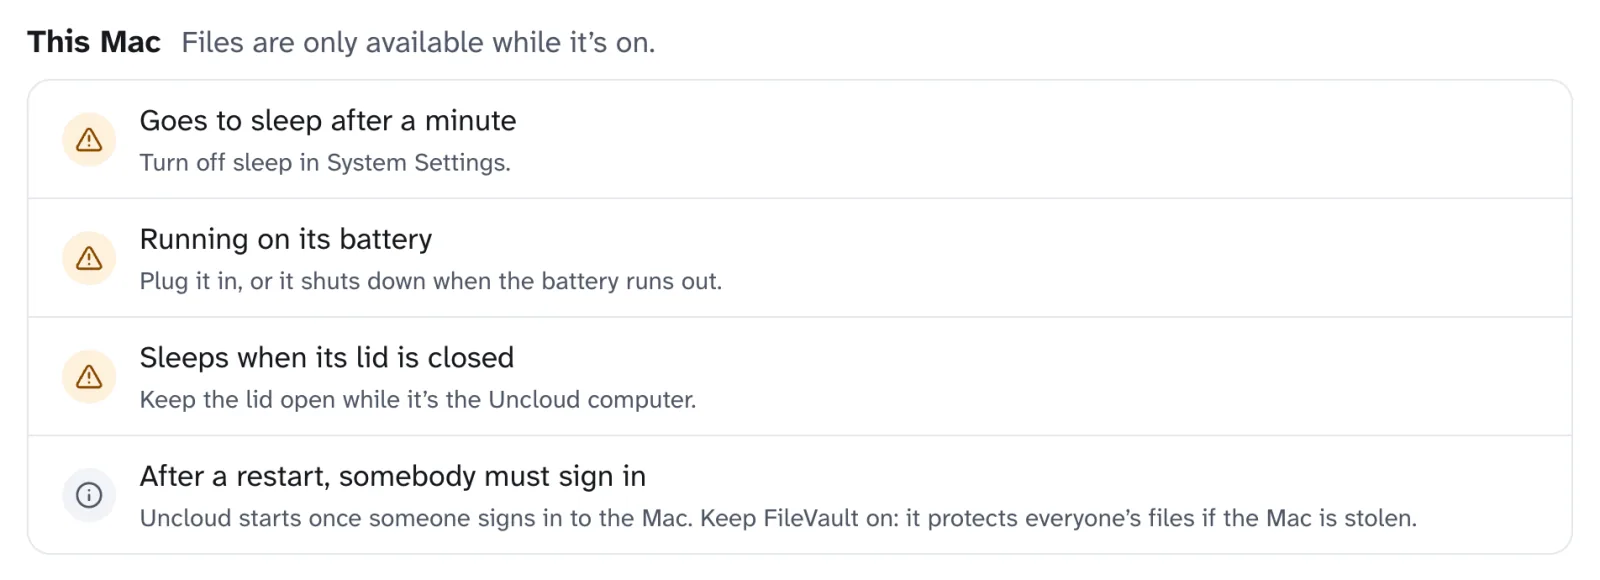 This Mac Files are only available while it’s on.
Goes to sleep after a minute
Turn off sleep in System Settings.
Running on its battery
Plug it in, or it shuts down when the battery runs out.
Sleeps when its lid is closed
Keep the lid open while it’s the Uncloud computer.
After a restart, somebody must sign in
Uncloud starts once someone signs in to the Mac. Keep FileVault on: it protects everyone’s files if the Mac is stolen.